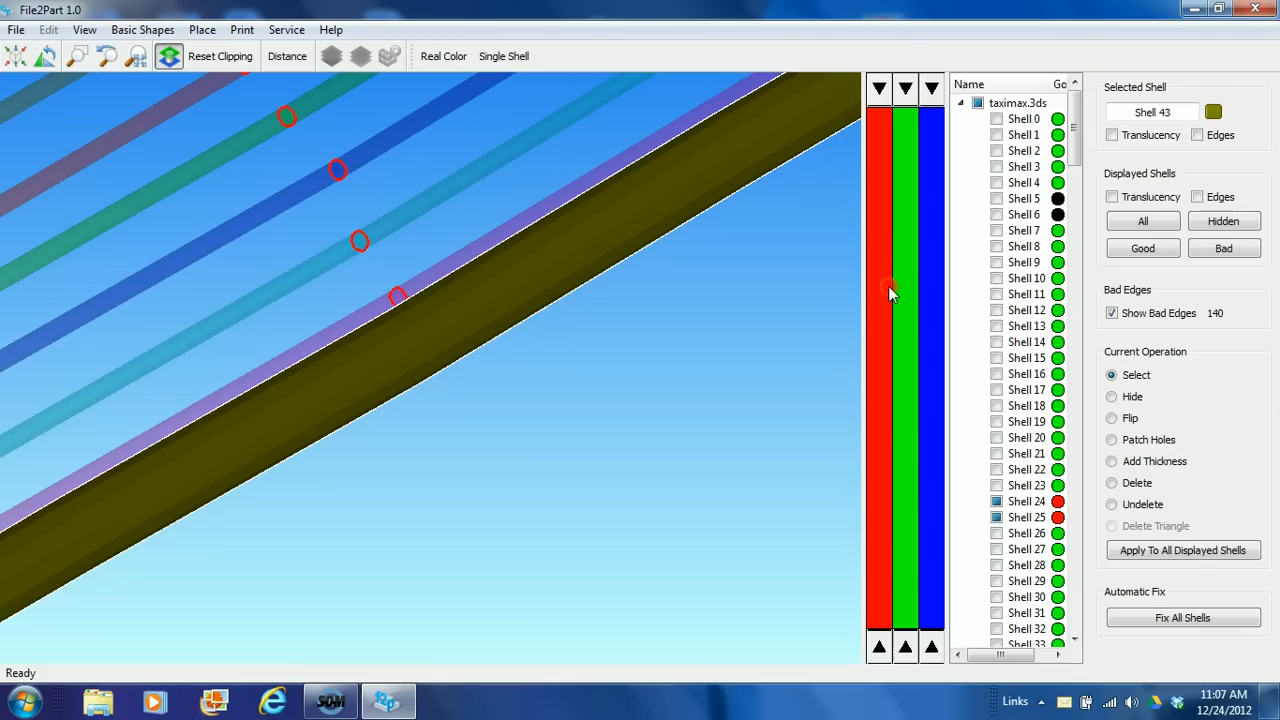 File2Part 1.0
File Edit View Basic Shapes Place Print Service Help
Reset Clipping Distance Real Color Single Shell
Name Go
taximax.3ds
Shell 0
Shell 1
Shell 2
Shell 3
Shell 4
Shell 5
Shell 6
Shell 7
Shell 8
Shell 9
Shell 10
Shell 11
Shell 12
Shell 13
Shell 14
Shell 15
Shell 16
Shell 17
Shell 18
Shell 19
Shell 20
Shell 21
Shell 22
Shell 23
Shell 24
Shell 25
Shell 26
Shell 27
Shell 28
Shell 29
Shell 30
Shell 31
Shell 32
Shell 33
Selected Shell
Shell 43
Translucency Edges
Displayed Shells
Translucency Edges
All Hidden
Good Bad
Bad Edges
Show Bad Edges 140
Current Operation
Select
Hide
Flip
Patch Holes
Add Thickness
Delete
Undelete
Delete Triangle
Apply To All Displayed Shells
Automatic Fix
Fix All Shells
Ready
SOM
f2p
Links
11:07 AM
12/24/2012